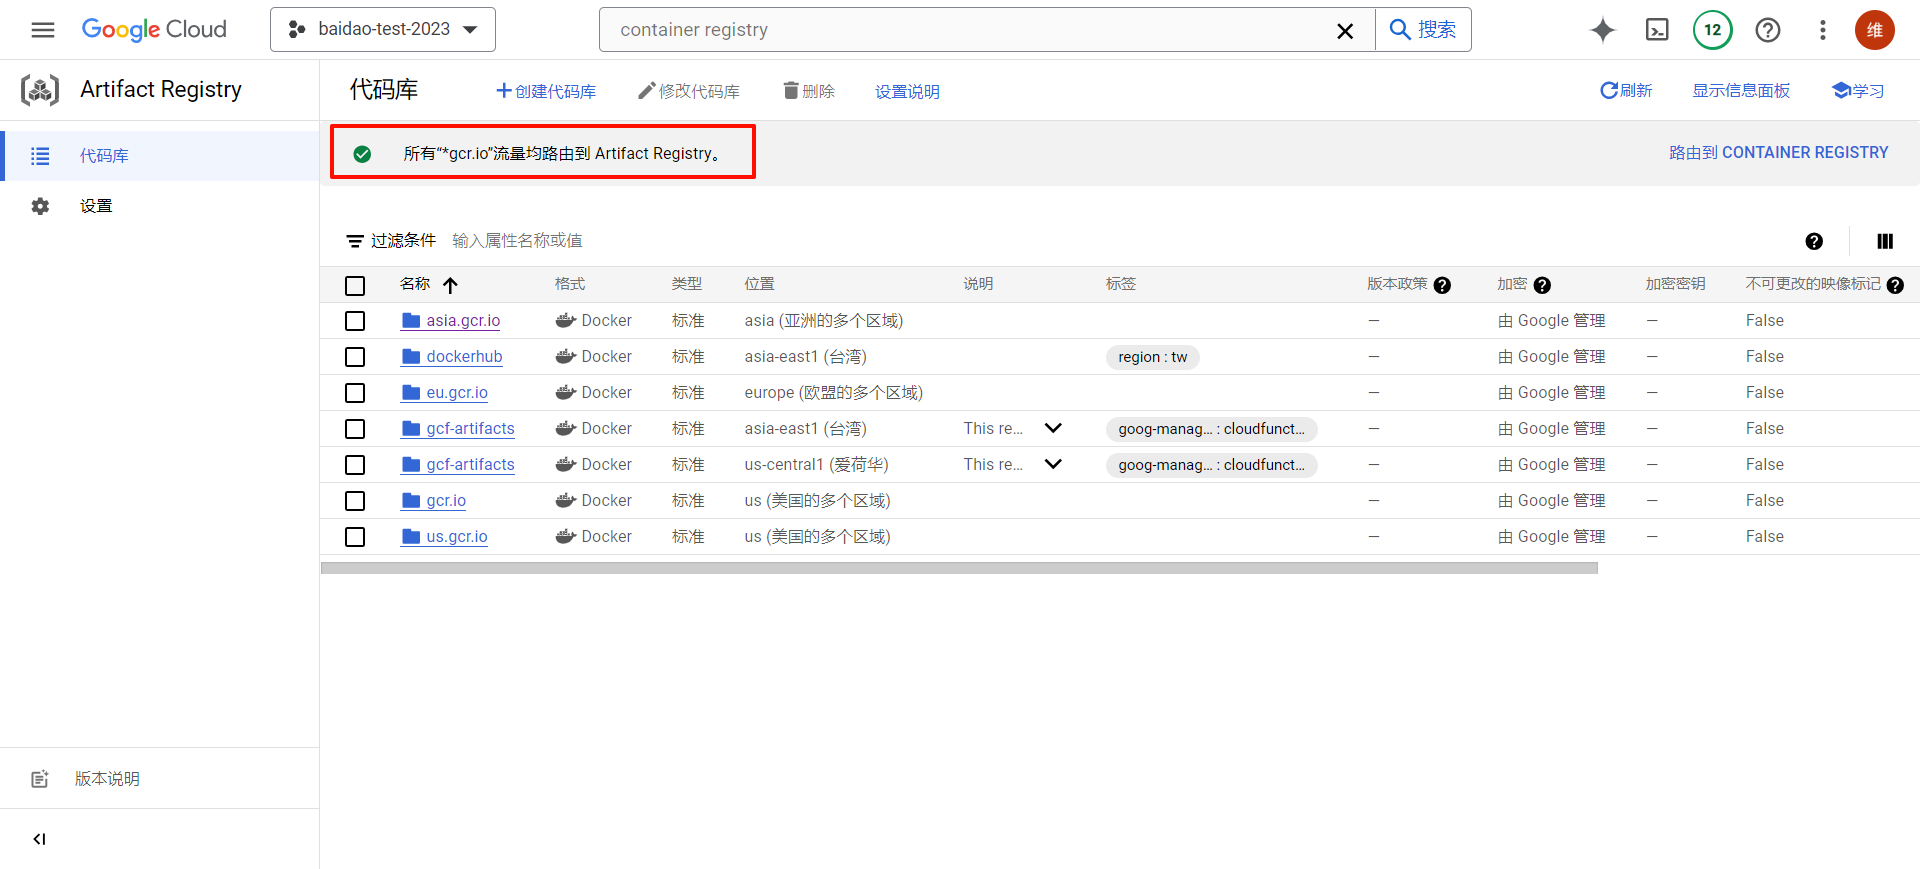 Google Cloud
baidao-test-2023
container registry
搜索
12
维
Artifact Registry
代码库
创建代码库
修改代码库
删除
设置说明
刷新
显示信息面板
学习
代码库
设置
所有“*gcr.io”流量均路由到 Artifact Registry。
路由到 CONTAINER REGISTRY
过滤条件 输入属性名称或值
名称 格式 类型 位置 说明 标签 版本政策 加密 加密密钥 不可更改的映像标记
asia.gcr.io Docker 标准 asia (亚洲的多个区域) — 由 Google 管理 — False
dockerhub Docker 标准 asia-east1 (台湾) region : tw — 由 Google 管理 — False
eu.gcr.io Docker 标准 europe (欧盟的多个区域) — 由 Google 管理 — False
gcf-artifacts Docker 标准 asia-east1 (台湾) This re... goog-manag... : cloudfunct... — 由 Google 管理 — False
gcf-artifacts Docker 标准 us-central1 (爱荷华) This re... goog-manag... : cloudfunct... — 由 Google 管理 — False
gcr.io Docker 标准 us (美国的多个区域) — 由 Google 管理 — False
us.gcr.io Docker 标准 us (美国的多个区域) — 由 Google 管理 — False
版本说明